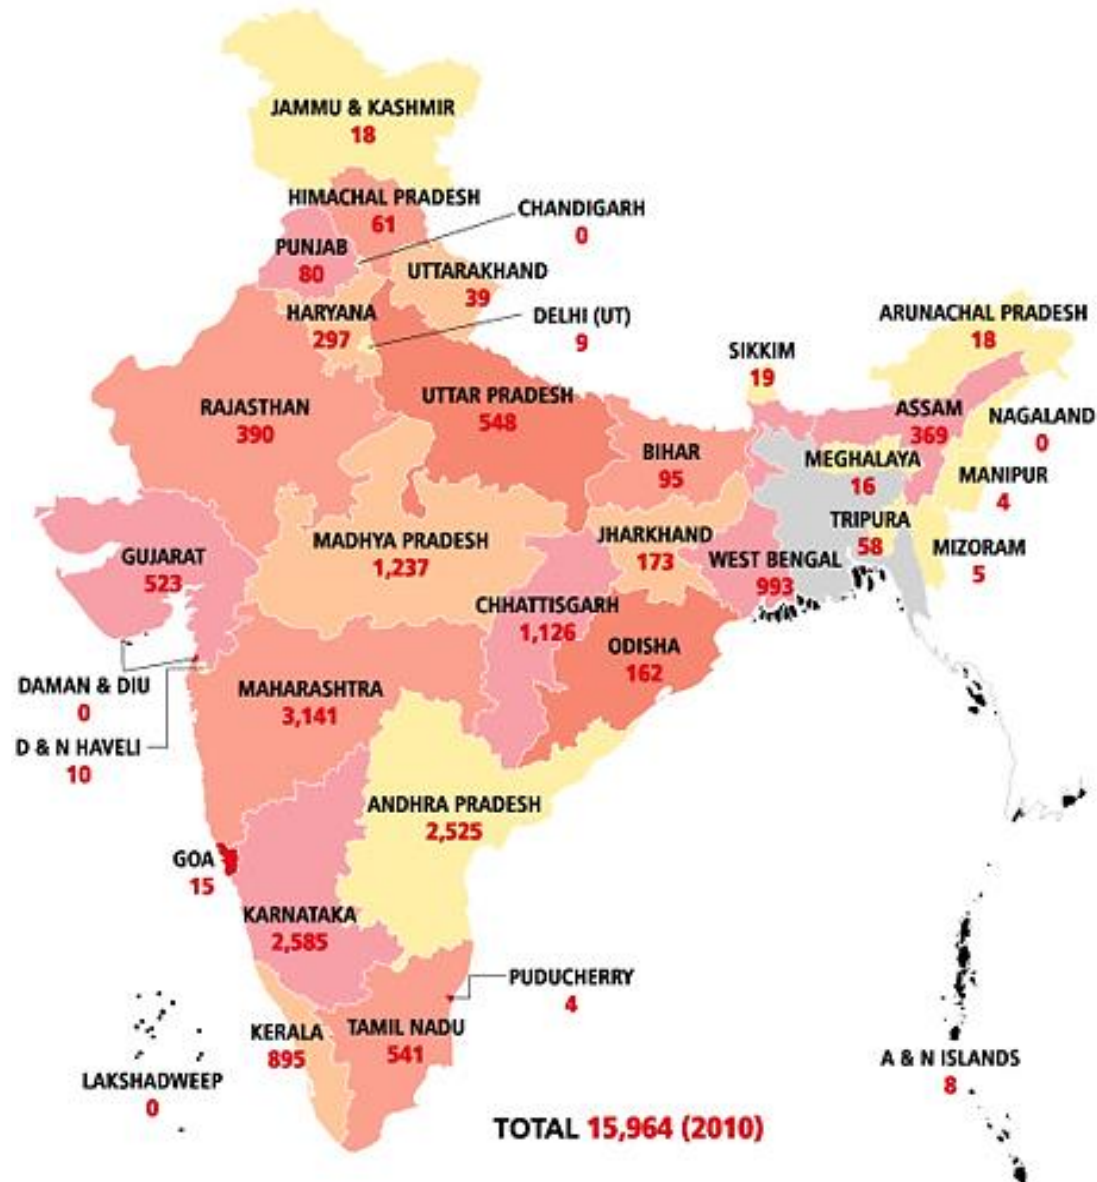 JAMMU & KASHMIR
18
HIMACHAL PRADESH
61
CHANDIGARH
0
PUNJAB
80
UTTARAKHAND
39
HARYANA
297
DELHI (UT)
9
ARUNACHAL PRADESH
18
SIKKIM
19
UTTAR PRADESH
548
RAJASTHAN
390
ASSAM
369
NAGALAND
0
BIHAR
95
MEGHALAYA
16
MANIPUR
4
TRIPURA
58
MIZORAM
5
JHARKHAND
173
MADHYA PRADESH
1,237
GUJARAT
523
WEST BENGAL
993
CHHATTISGARH
1,126
ODISHA
162
DAMAN & DIU
0
MAHARASHTRA
3,141
D & N HAVELI
10
ANDHRA PRADESH
2,525
GOA
15
KARNATAKA
2,585
PUDUCHERRY
4
KERALA
895
TAMIL NADU
541
A & N ISLANDS
8
LAKSHADWEEP
0
TOTAL 15,964 (2010)